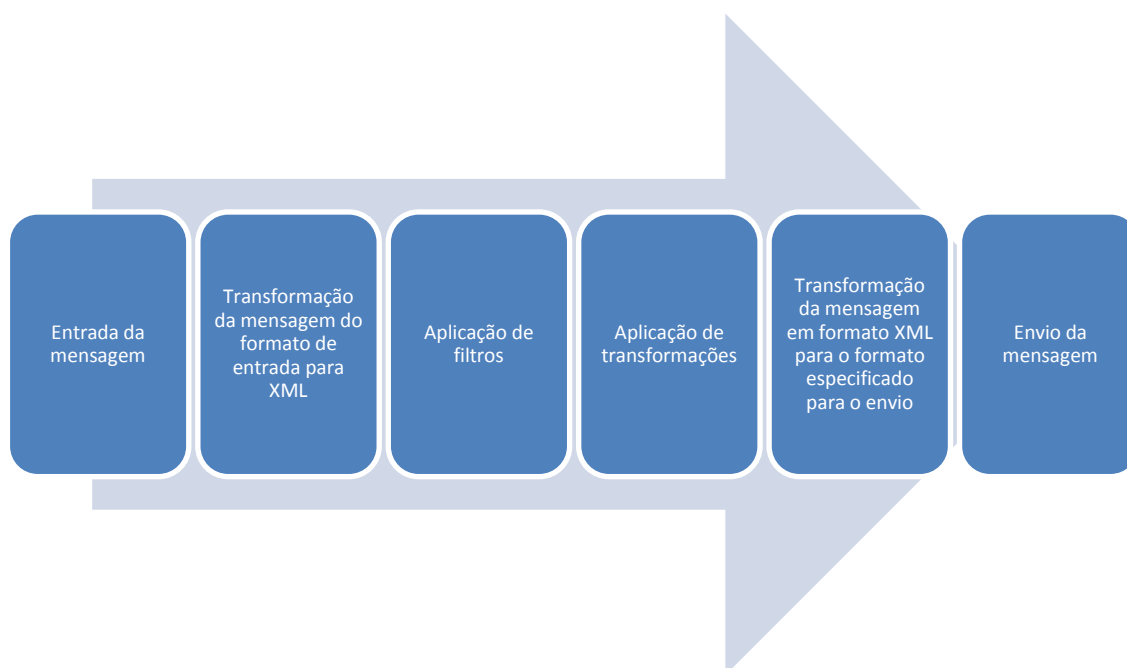 Entrada da
mensagem
Transformação
da mensagem do
formato de
entrada para
XML
Aplicação de
filtros
Aplicação de
transformações
Transformação
da mensagem
em formato XML
para o formato
especificado
para o envio
Envio da
mensagem